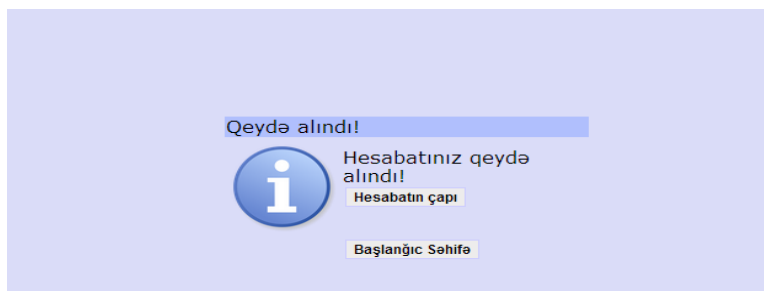 Qeydə alındı!
Hesabatınız qeydə
alındı!
Hesabatın çapı
Başlanğıc Səhifə